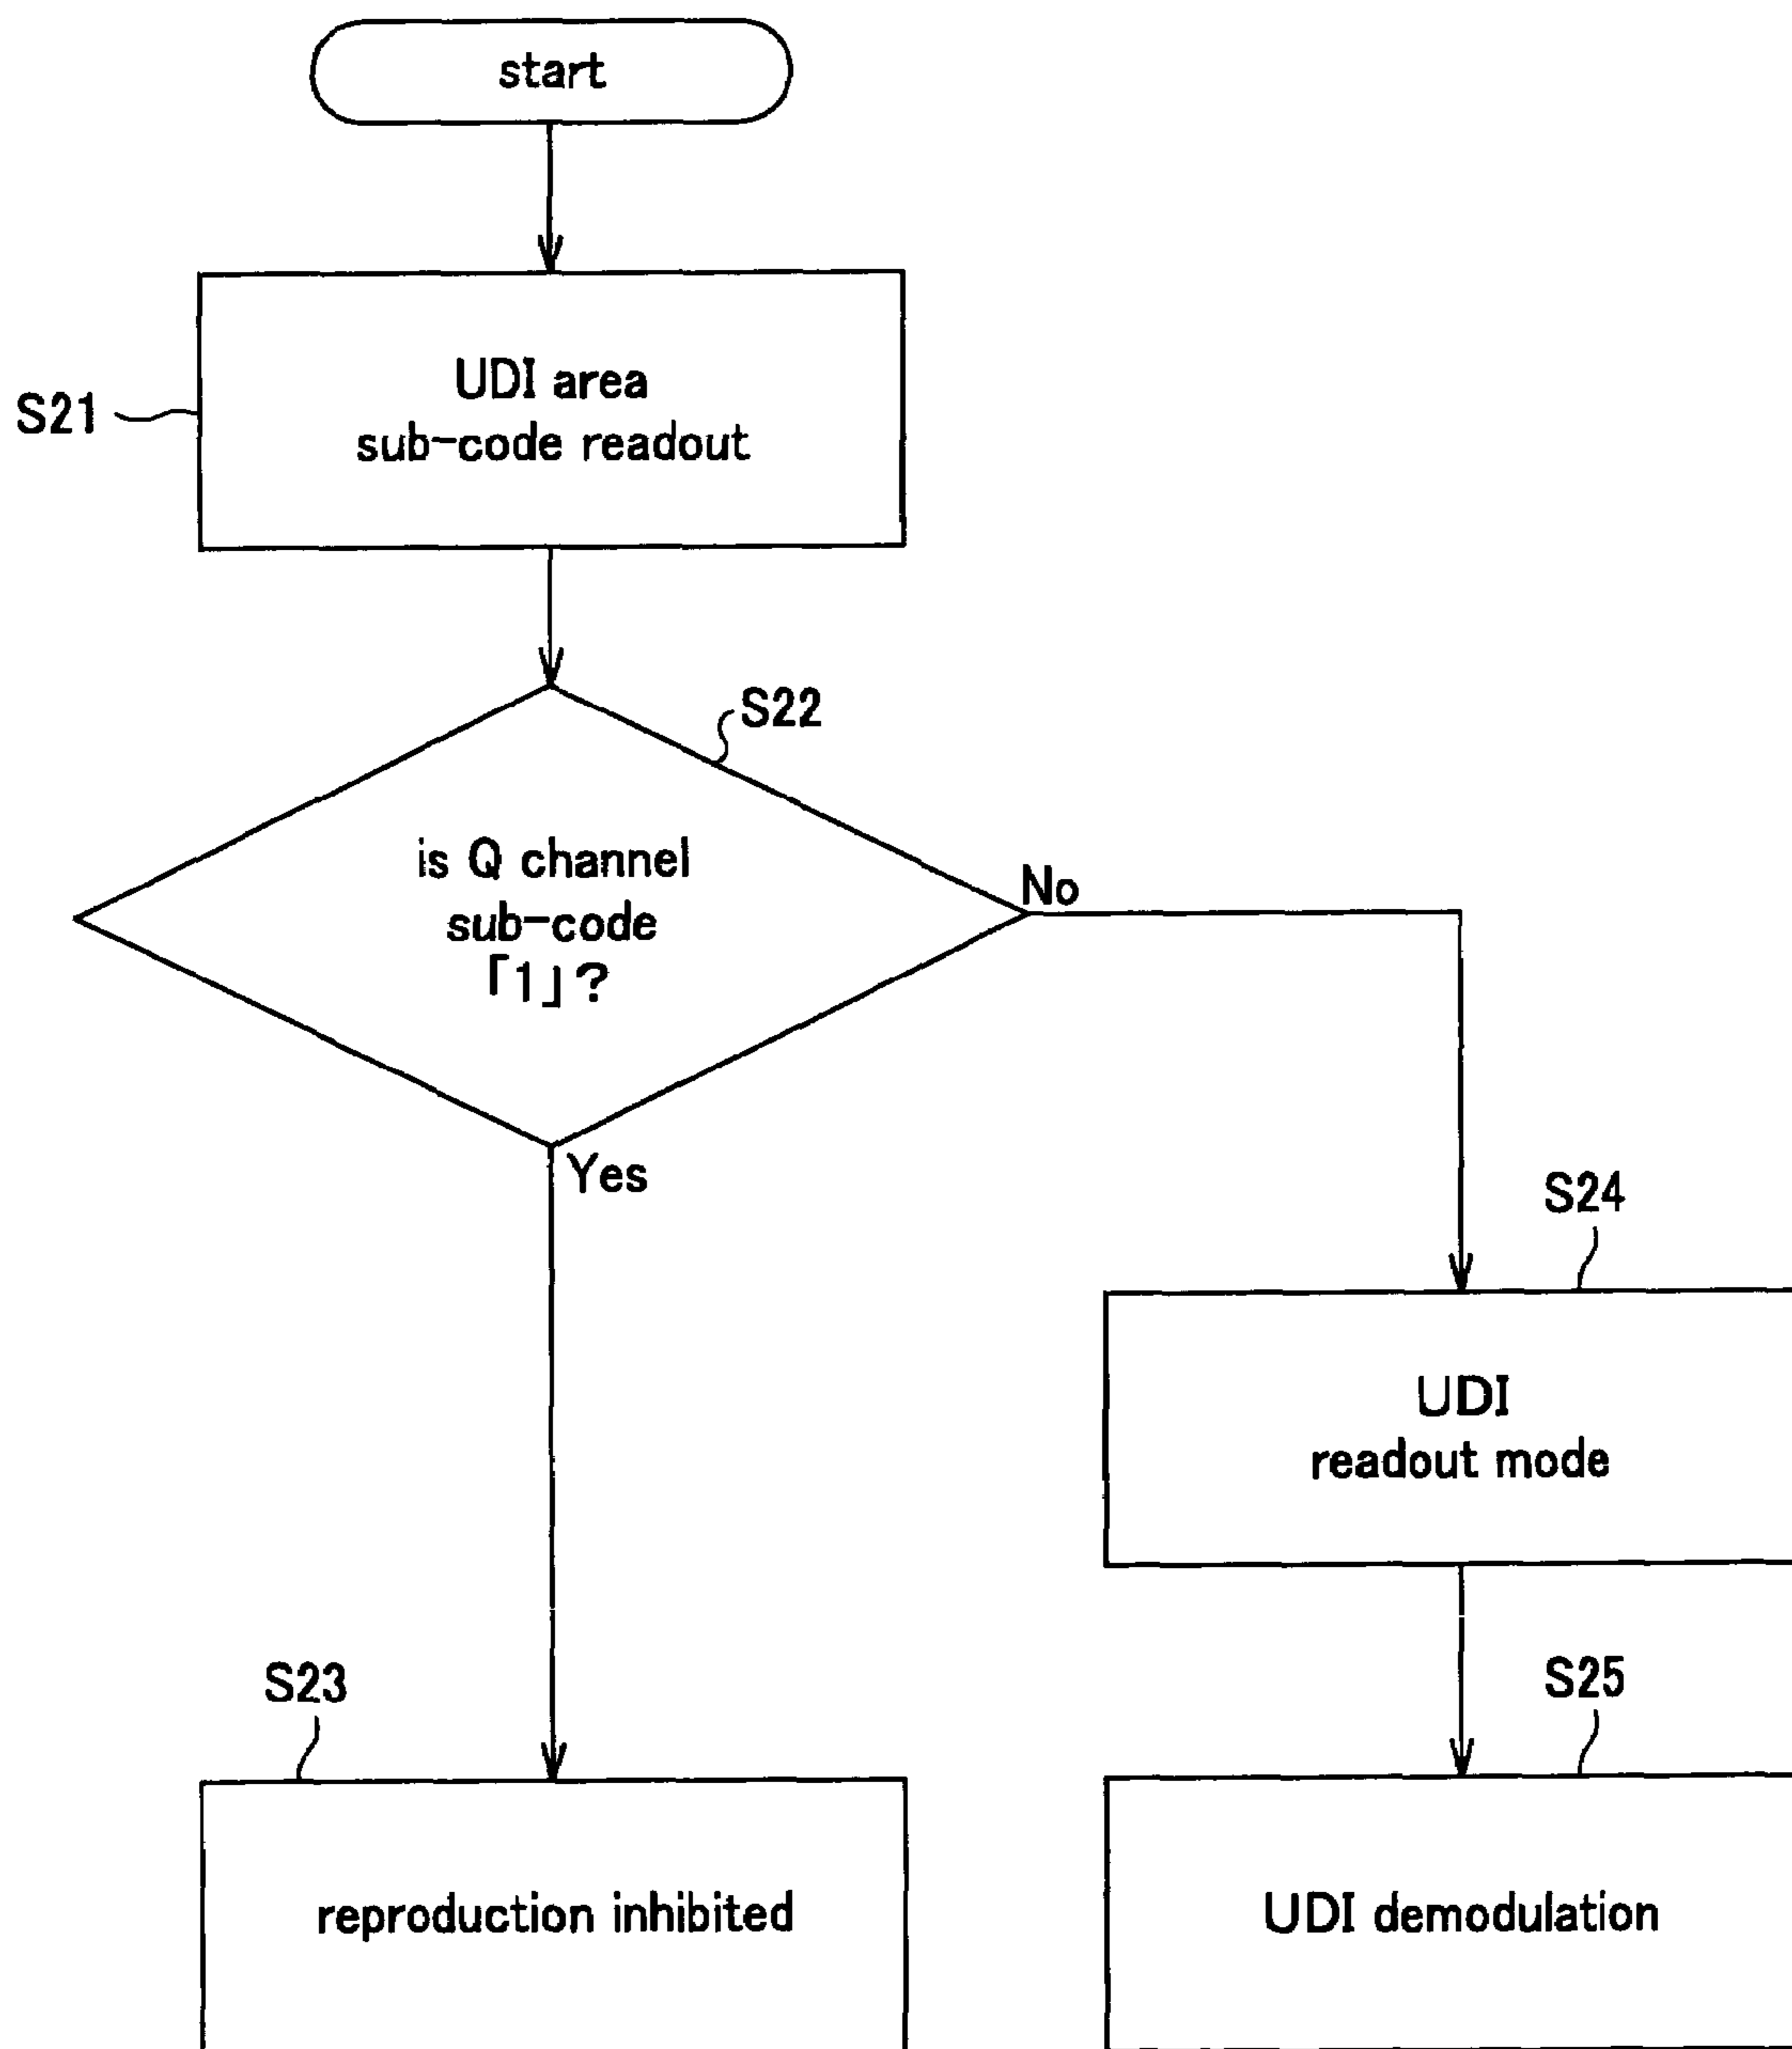 start
S21
UDI area
sub-code readout
S22
is Q channel
sub-code
「1」?
No
Yes
S24
UDI
readout mode
S23
S25
reproduction inhibited
UDI demodulation